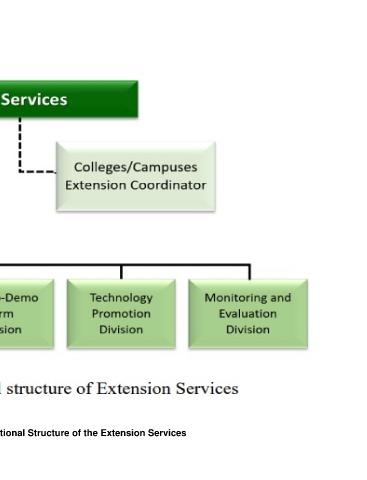 Services
Colleges/Campuses
Extension Coordinator
-Demo
rm
sion
Technology
Promotion
Division
Monitoring and
Evaluation
Division
l structure of Extension Services
tional Structure of the Extension Services